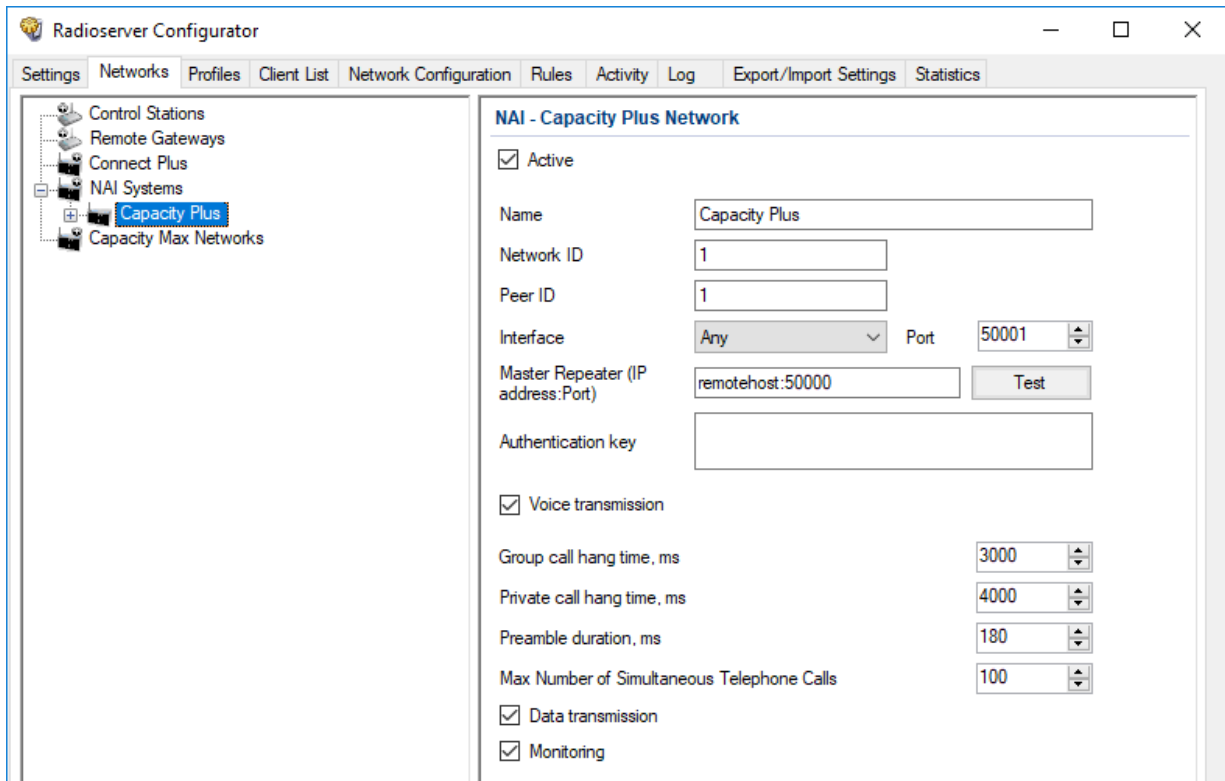 Radioserver Configurator
Settings Networks Profiles Client List Network Configuration Rules Activity Log Export/Import Settings Statistics
Control Stations
Remote Gateways
Connect Plus
NAI Systems
Capacity Plus
Capacity Max Networks
NAI - Capacity Plus Network
Active
Name Capacity Plus
Network ID 1
Peer ID 1
Interface Any Port 50001
Master Repeater (IP
address:Port) remotehost:50000 Test
Authentication key
Voice transmission
Group call hang time, ms 3000
Private call hang time, ms 4000
Preamble duration, ms 180
Max Number of Simultaneous Telephone Calls 100
Data transmission
Monitoring